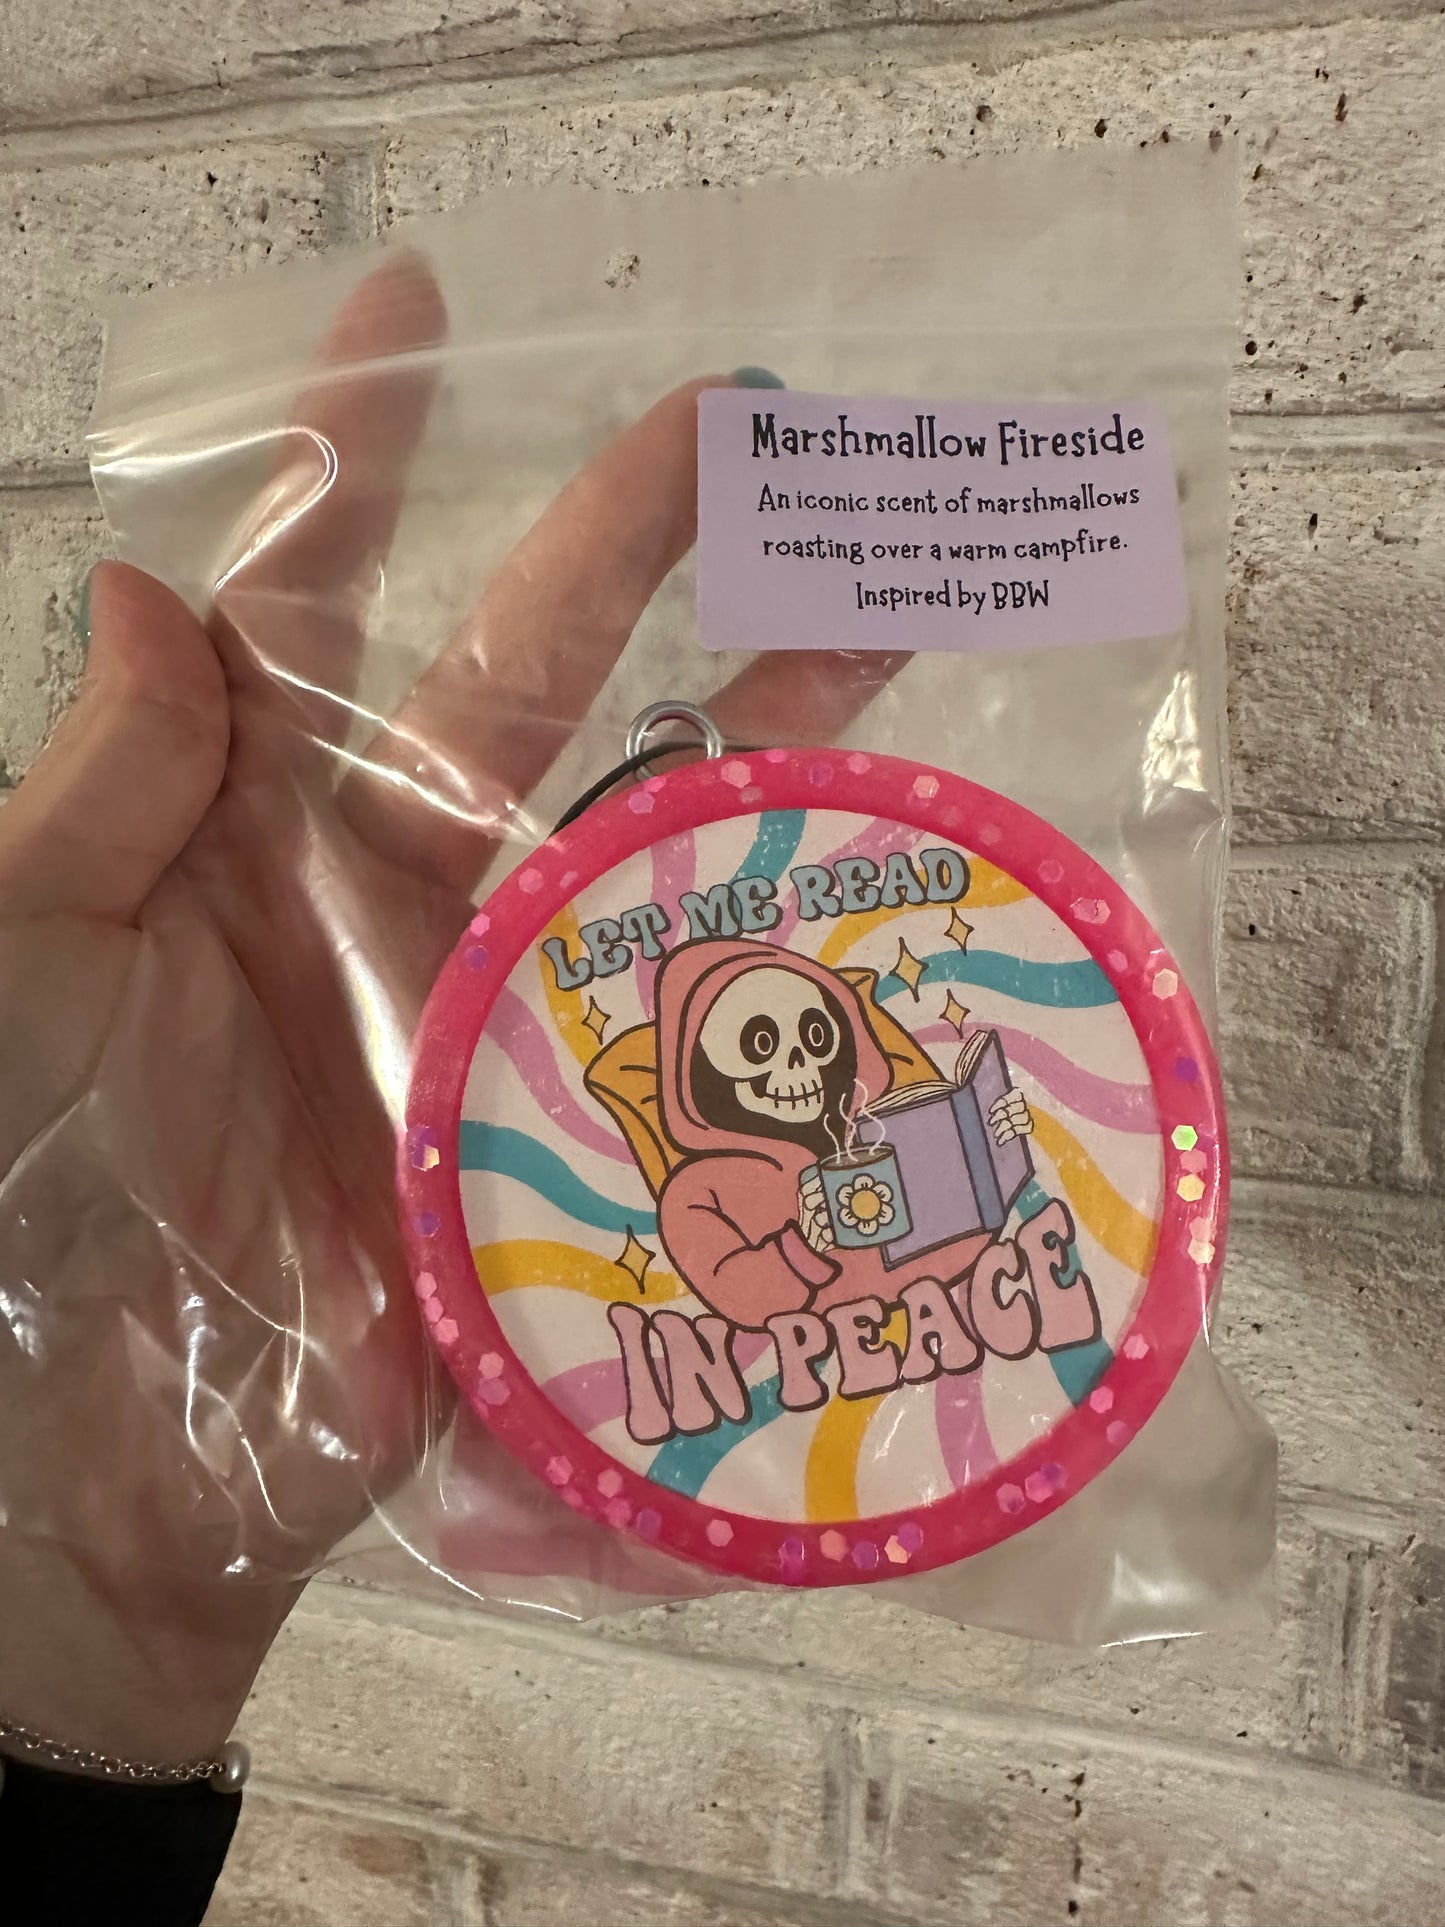 Marshmallow Fireside
An iconic scent of marshmallows
roasting over a warm campfire.
Inspired by BBW
LET ME READ
IN PEACE